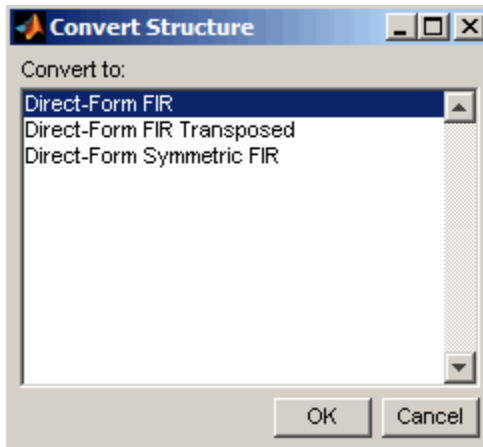 Convert Structure
Convert to:
Direct-Form FIR
Direct-Form FIR Transposed
Direct-Form Symmetric FIR
OK Cancel